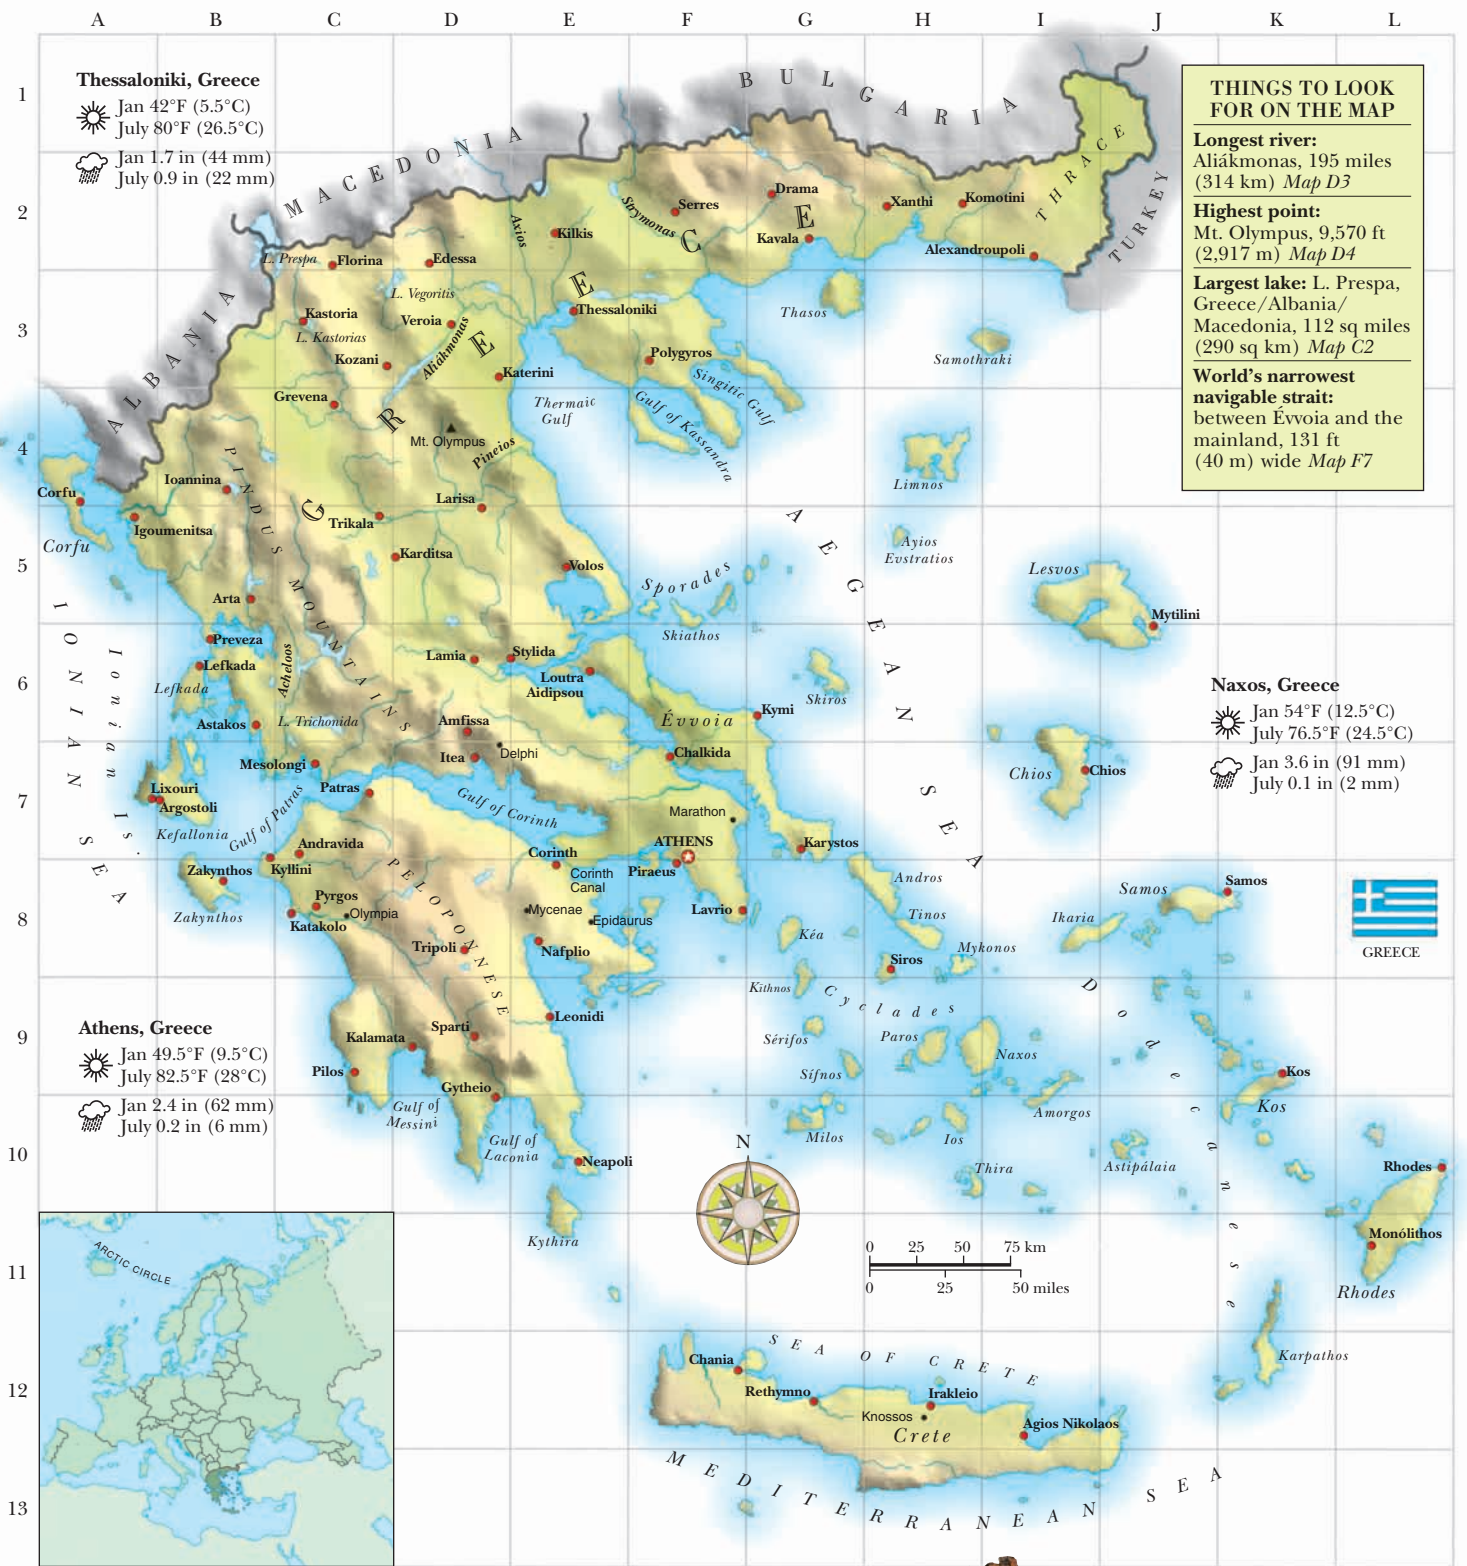 A B C D E F G H I J K L
1
2
3
4
5
6
7
8
9
10
11
12
13
Thessaloniki, Greece
Jan 42°F (5.5°C)
July 80°F (26.5°C)
Jan 1.7 in (44 mm)
July 0.9 in (22 mm)
THINGS TO LOOK
FOR ON THE MAP
Longest river:
Aliákmonas, 195 miles
(314 km) Map D3
Highest point:
Mt. Olympus, 9,570 ft
(2,917 m) Map D4
Largest lake: L. Prespa,
Greece/Albania/
Macedonia, 112 sq miles
(290 sq km) Map C2
World's narrowest
navigable strait:
between Évvoia and the
mainland, 131 ft
(40 m) wide Map F7
BULGARIA
MACEDONIA
ALBANIA
TURKEY
THRACE
GREECE
Drama
Serres
Xanthi
Komotini
Strymonas
Axios
Kilkis
Kavala
Alexandroupoli
L. Prespa
Florina
Edessa
L. Vegoritis
Kastoria
L. Kastorias
Veroia
Thessaloniki
Thasos
Samothraki
Aliákmonas
Kozani
Polygyros
Katerini
Singitic Gulf
Grevena
Thermaic
Gulf
Gulf of Kassandra
Mt. Olympus
Pineios
PINDUS MOUNTAINS
Ioannina
Limnos
Corfu
Larisa
Trikala
Igoumenitsa
Corfu
Karditsa
Ayios
Evstratios
AEGEAN SEA
Volos
Sporades
Lesvos
Arta
Mytilini
IONIAN SEA
Ionian Is.
Preveza
Skiathos
Acheloos
Lefkada
Lefkada
Lamia
Stylida
Loutra
Aidipsou
Skiros
Astakos
L. Trichonida
Amfissa
Évvoia
Kymi
Naxos, Greece
Jan 54°F (12.5°C)
July 76.5°F (24.5°C)
Jan 3.6 in (91 mm)
July 0.1 in (2 mm)
Mesolongi
Itea
Delphi
Chalkida
Chios
Chios
Lixouri
Argostoli
Patras
Kefallonia
Gulf of Patras
Gulf of Corinth
Marathon
Andravida
Kyllini
Zakynthos
Zakynthos
Corinth
Corinth
Canal
ATHENS
Piraeus
Karystos
Andros
Samos
Samos
Pyrgos
Katakolo
Olympia
PELOPONNESE
Mycenae
Epidaurus
Lavrio
Tinos
Ikaria
Kéa
Mykonos
Tripoli
Nafplio
Siros
GREECE
Kithnos
Cyclades
Dodecanese
Athens, Greece
Jan 49.5°F (9.5°C)
July 82.5°F (28°C)
Jan 2.4 in (62 mm)
July 0.2 in (6 mm)
Leonidi
Kalamata
Sparti
Sérifos
Paros
Naxos
Pilos
Sífnos
Kos
Kos
Gytheio
Gulf of
Messini
Amorgos
Milos
Ios
Gulf of
Laconia
Neapoli
Thira
Astipálaia
Rhodes
N
Kythira
0 25 50 75 km
0 25 50 miles
Monólithos
Rhodes
ARCTIC CIRCLE
SEA OF CRETE
Karpathos
Chania
Rethymno
Irakleio
Knossos
Agios Nikolaos
Crete
MEDITERRANEAN SEA